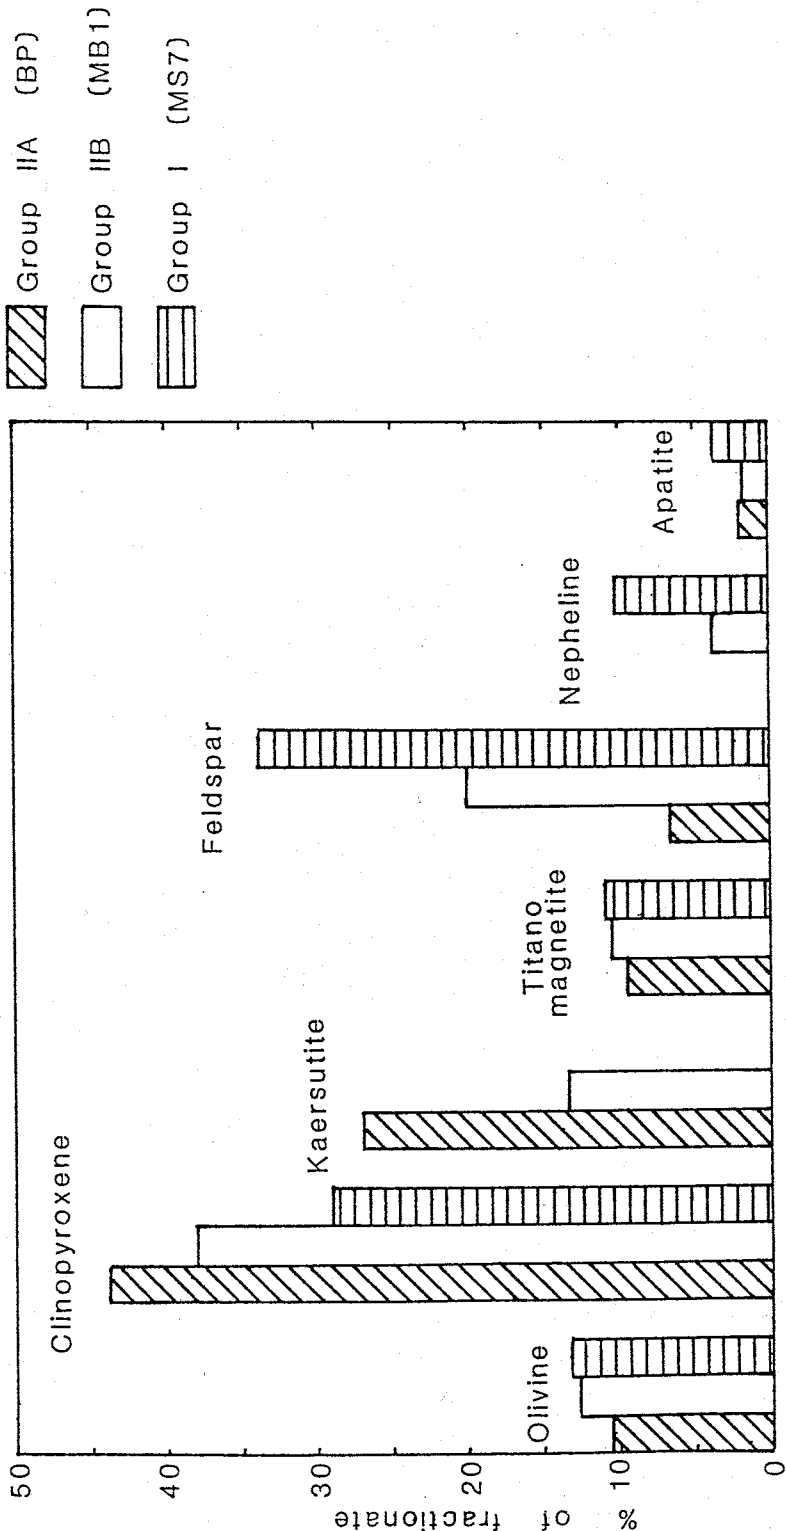 Group IIA (BP)
Group IIB (MB1)
Group I (MS7)
% of fractionate
50
40
30
20
10
0
Olivine
Clinopyroxene
Kaersutite
Titano
magnetite
Feldspar
Nepheline
Apatite